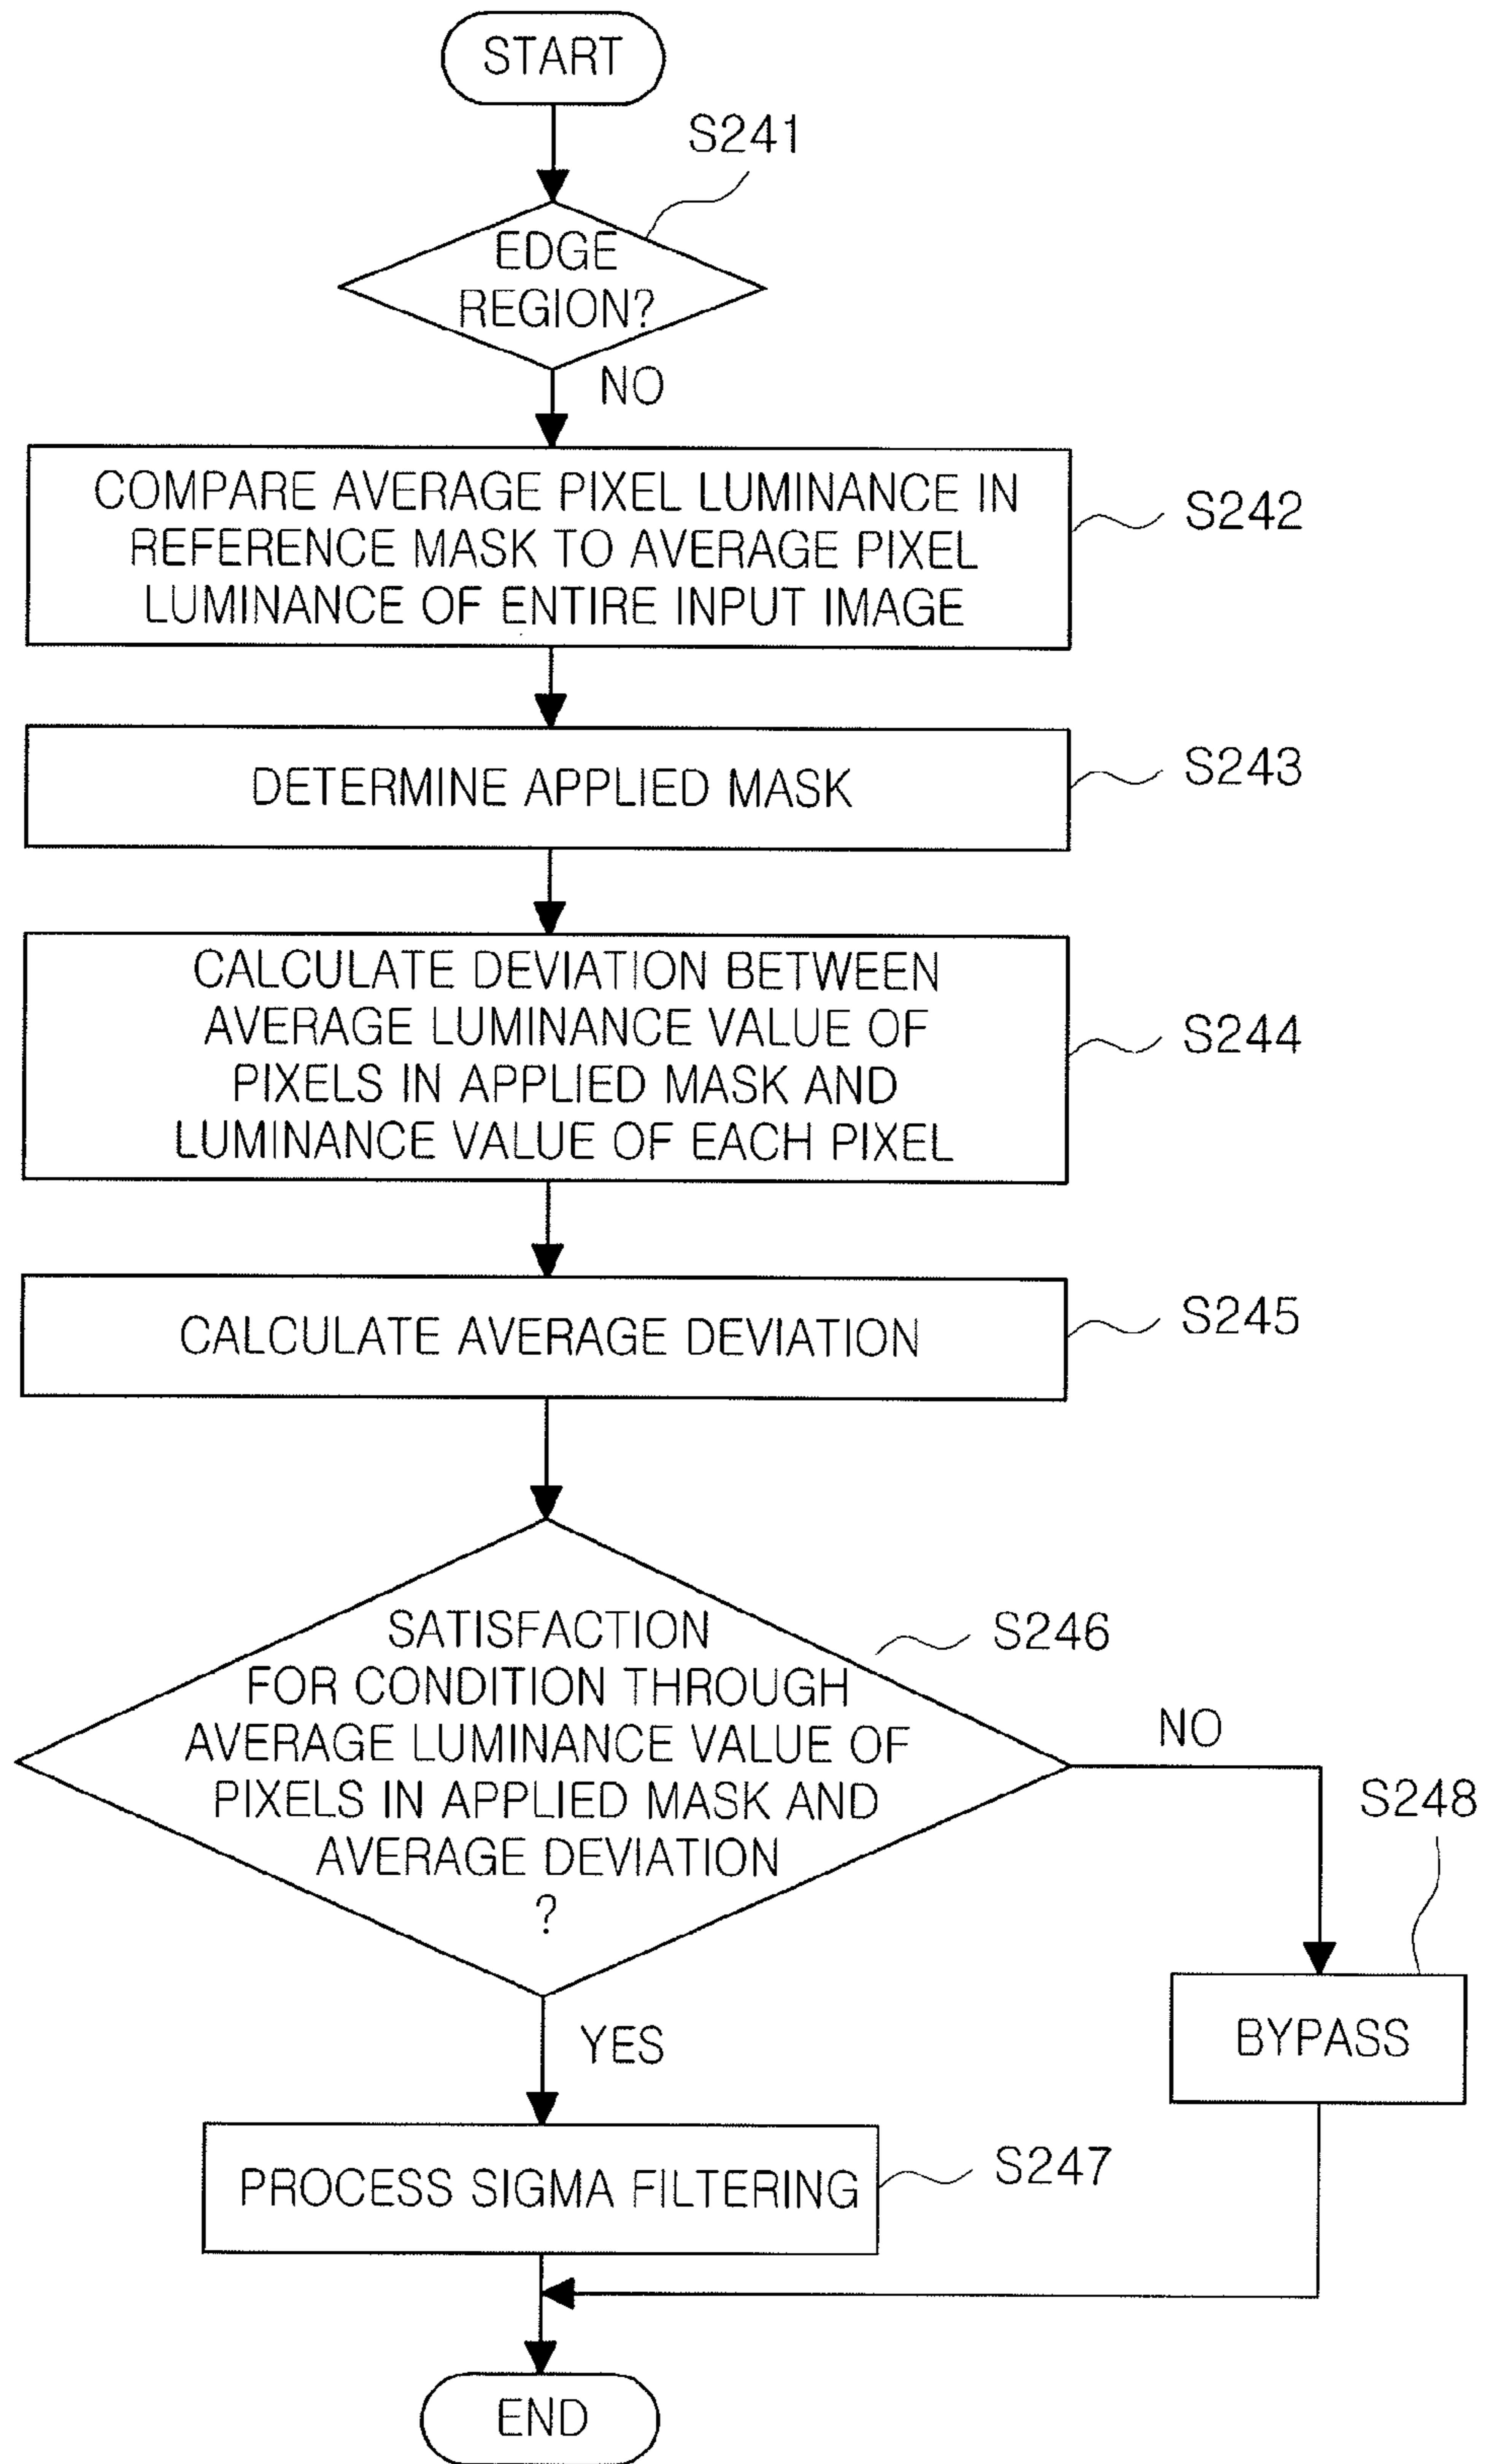 START
S241
EDGE
REGION?
NO
COMPARE AVERAGE PIXEL LUMINANCE IN
REFERENCE MASK TO AVERAGE PIXEL
LUMINANCE OF ENTIRE INPUT IMAGE
S242
DETERMINE APPLIED MASK
S243
CALCULATE DEVIATION BETWEEN
AVERAGE LUMINANCE VALUE OF
PIXELS IN APPLIED MASK AND
LUMINANCE VALUE OF EACH PIXEL
S244
CALCULATE AVERAGE DEVIATION
S245
SATISFACTION
FOR CONDITION THROUGH
AVERAGE LUMINANCE VALUE OF
PIXELS IN APPLIED MASK AND
AVERAGE DEVIATION
?
S246
NO
S248
BYPASS
YES
PROCESS SIGMA FILTERING
S247
END